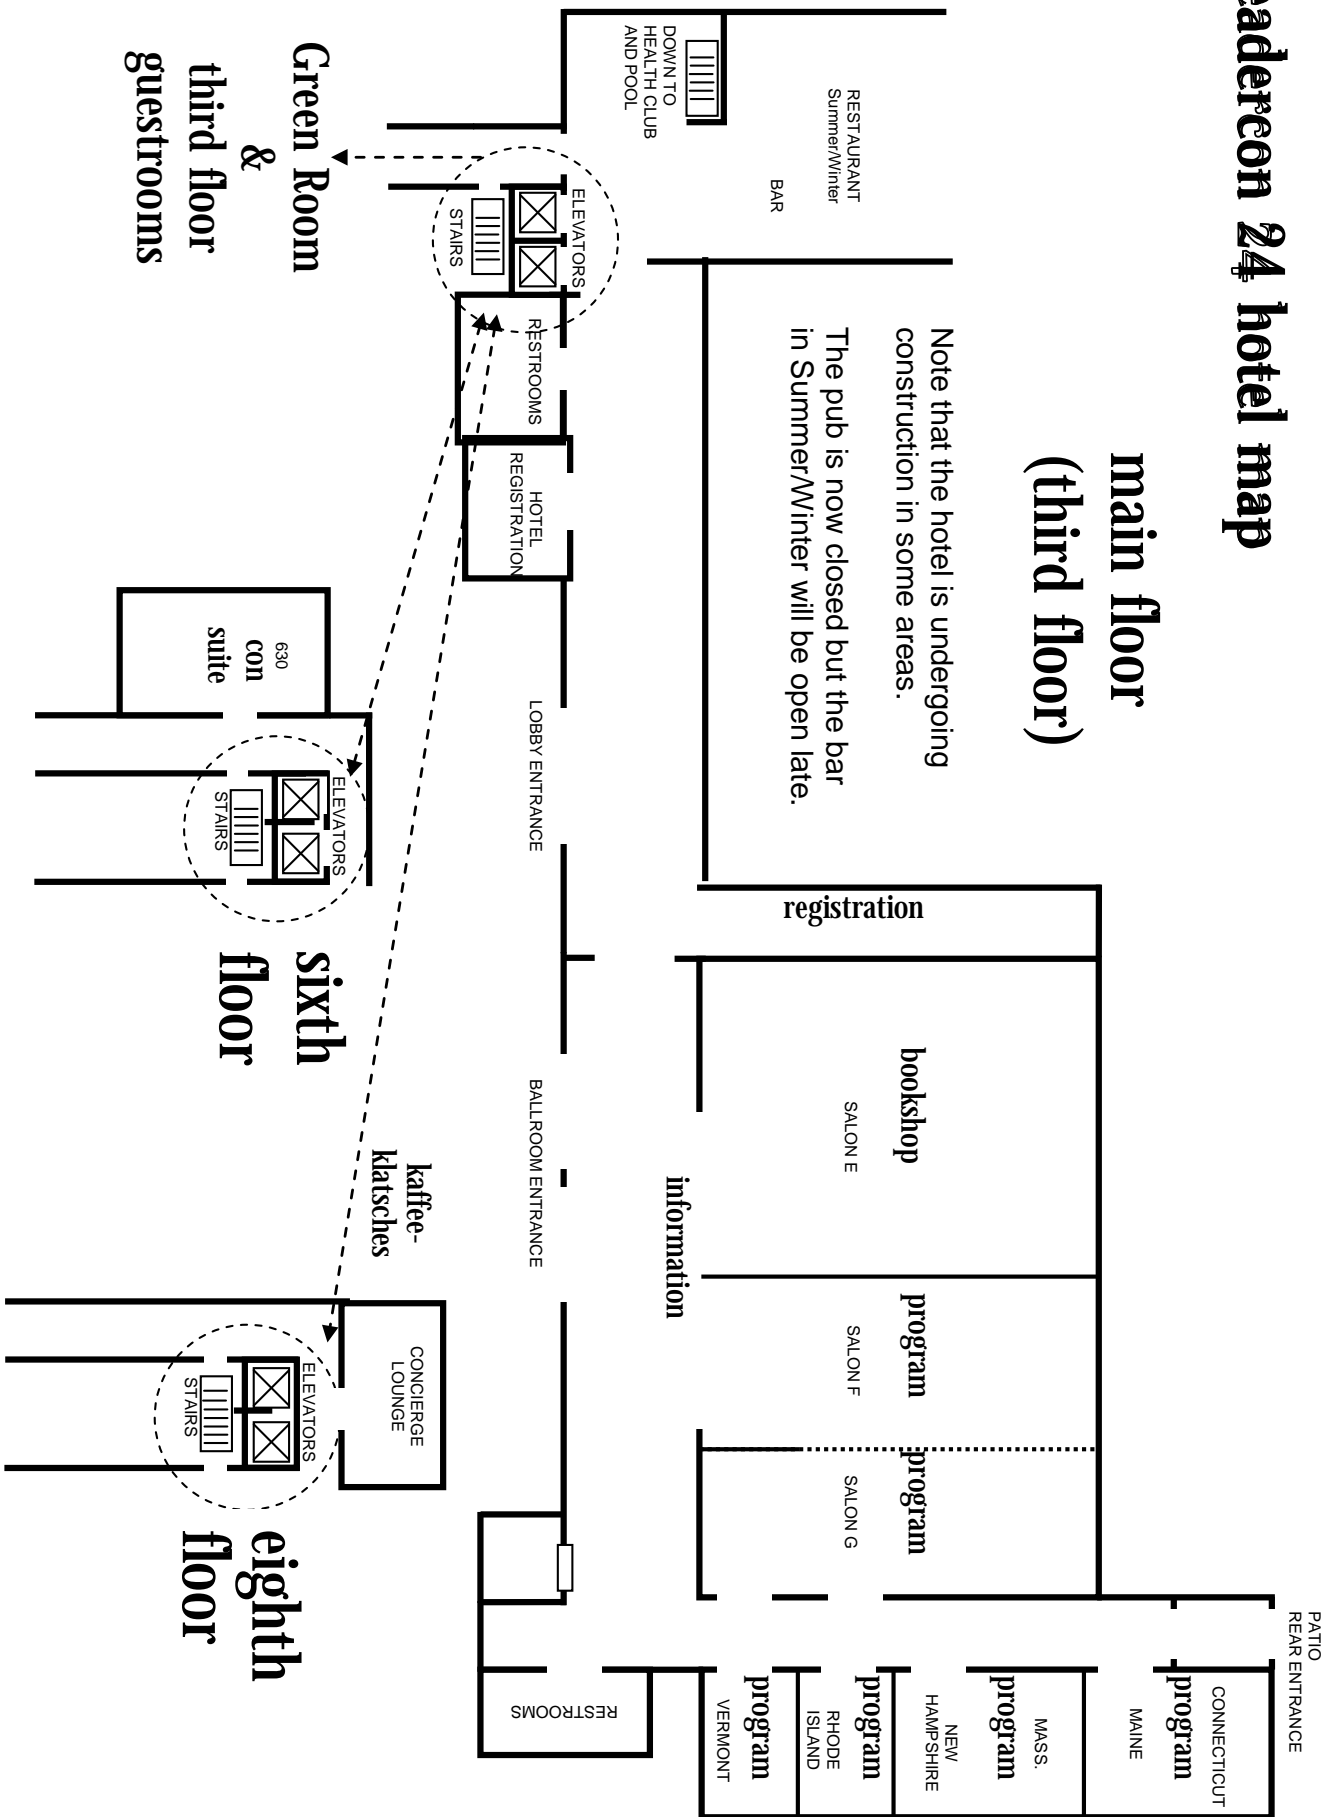 eadercon 24 hotel map
main floor
(third floor)
Note that the hotel is undergoing
construction in some areas.
The pub is now closed but the bar
in Summer/Winter will be open late.
RESTAURANT
Summer/Winter
BAR
DOWN TO
HEALTH CLUB
AND POOL
ELEVATORS
STAIRS
Green Room
&
third floor
guestrooms
RESTROOMS
HOTEL
REGISTRATION
LOBBY ENTRANCE
registration
bookshop
SALON E
information
BALLROOM ENTRANCE
program
SALON F
program
SALON G
PATIO
REAR ENTRANCE
CONNECTICUT
program
MAINE
MASS.
program
NEW
HAMPSHIRE
program
RHODE
ISLAND
program
VERMONT
RESTROOMS
630
con
suite
ELEVATORS
STAIRS
sixth
floor
kaffee-
klatsches
CONCIERGE
LOUNGE
ELEVATORS
STAIRS
eighth
floor